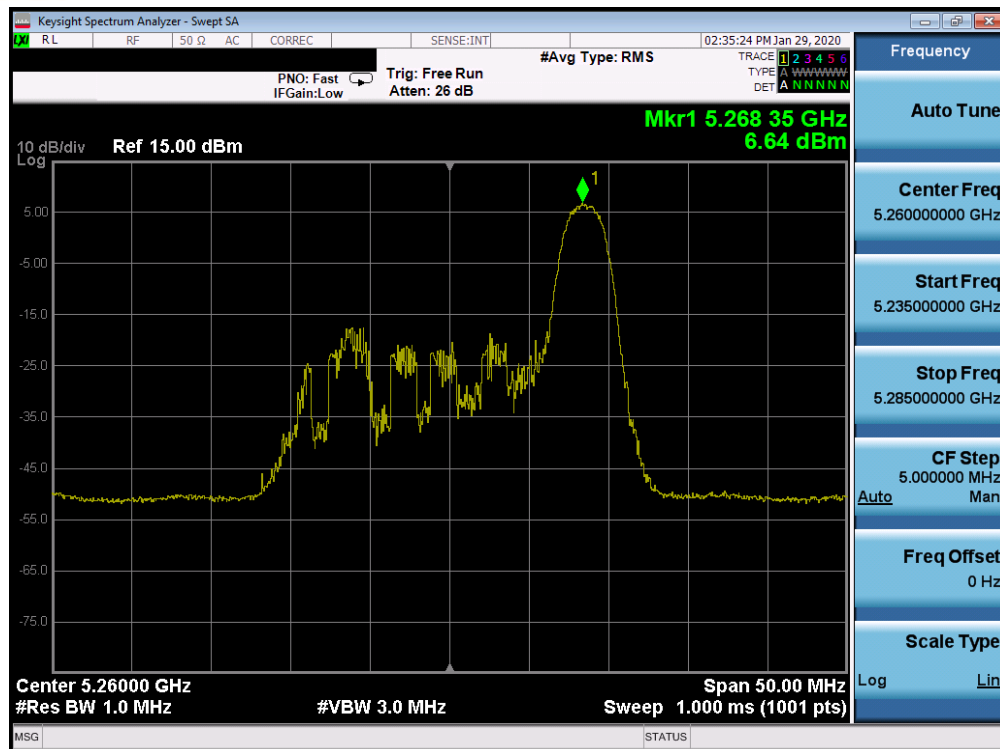 Keysight Spectrum Analyzer - Swept SA
LXI RL RF 50 Ω AC CORREC SENSE:INT 02:35:24 PM Jan 29, 2020
#Avg Type: RMS TRACE 1 2 3 4 5 6
PNO: Fast Trig: Free Run TYPE A WWWWW
IFGain:Low Atten: 26 dB DET A N N N N N
Mkr1 5.268 35 GHz
6.64 dBm
10 dB/div Ref 15.00 dBm
Log
1
5.00
-5.00
-15.0
-25.0
-35.0
-45.0
-55.0
-65.0
-75.0
Center 5.26000 GHz Span 50.00 MHz
#Res BW 1.0 MHz #VBW 3.0 MHz Sweep 1.000 ms (1001 pts)
MSG STATUS
Frequency
Auto Tune
Center Freq
5.260000000 GHz
Start Freq
5.235000000 GHz
Stop Freq
5.285000000 GHz
CF Step
5.000000 MHz
Auto Man
Freq Offset
0 Hz
Scale Type
Log Lin